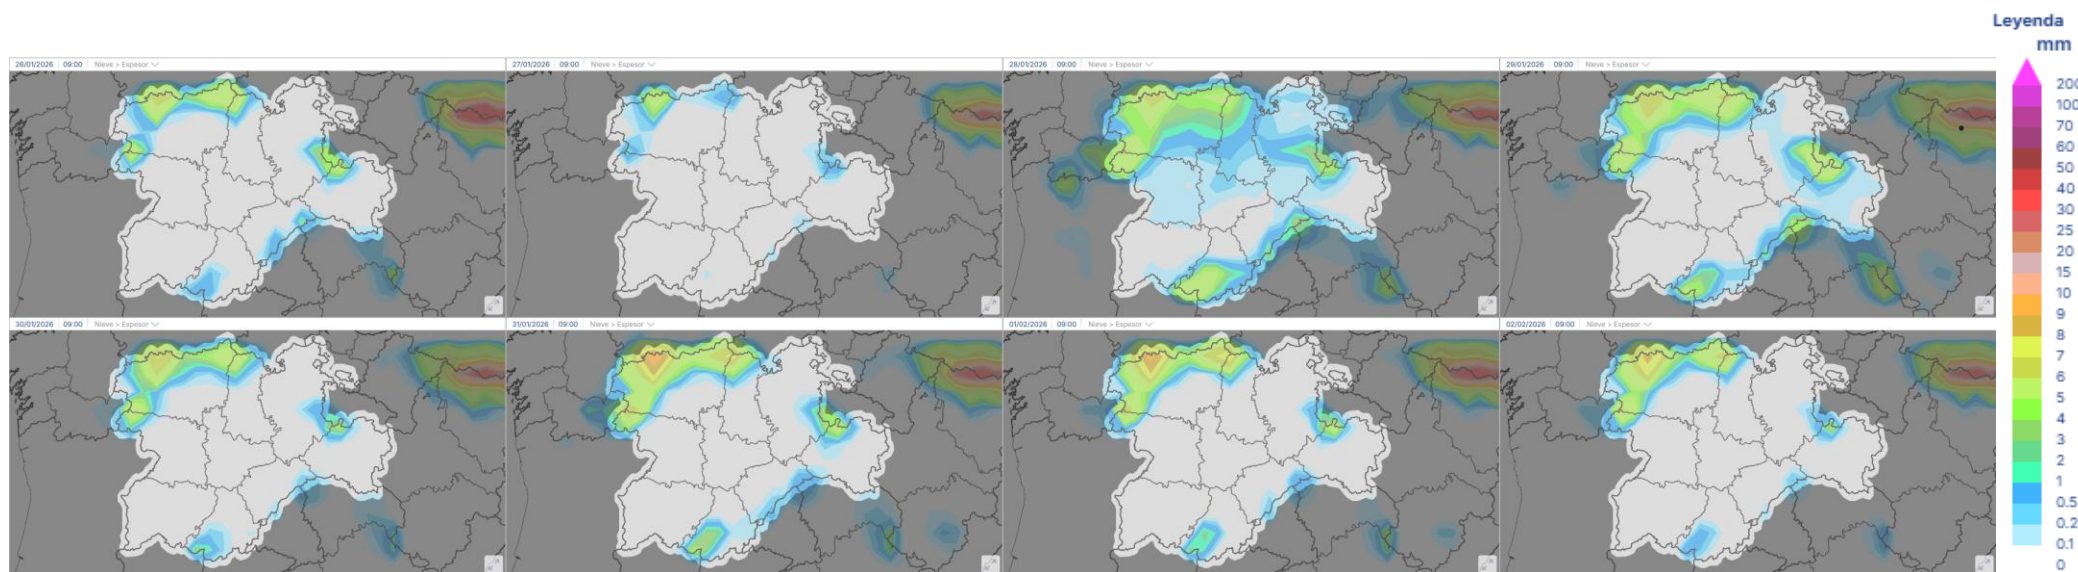 Leyenda
mm
26/01/2026 09:00 Nieve > Espesor
27/01/2026 09:00 Nieve > Espesor
28/01/2026 09:00 Nieve > Espesor
29/01/2026 09:00 Nieve > Espesor
30/01/2026 09:00 Nieve > Espesor
31/01/2026 09:00 Nieve > Espesor
01/02/2026 09:00 Nieve > Espesor
02/02/2026 09:00 Nieve > Espesor
200
100
70
60
50
40
30
25
20
15
10
9
8
7
6
5
4
3
2
1
0.5
0.2
0.1
0